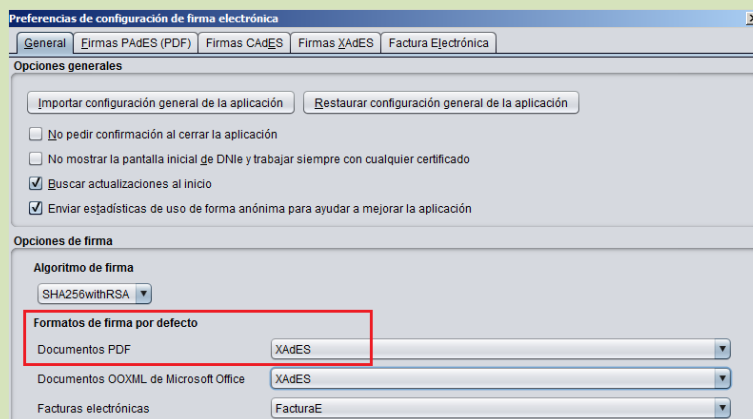 Preferencias de configuración de firma electrónica
General Firmas PAdES (PDF) Firmas CAdES Firmas XAdES Factura Electrónica
Opciones generales
Importar configuración general de la aplicación Restaurar configuración general de la aplicación
No pedir confirmación al cerrar la aplicación
No mostrar la pantalla inicial de DNIe y trabajar siempre con cualquier certificado
Buscar actualizaciones al inicio
Enviar estadísticas de uso de forma anónima para ayudar a mejorar la aplicación
Opciones de firma
Algoritmo de firma
SHA256withRSA
Formatos de firma por defecto
Documentos PDF XAdES
Documentos OOXML de Microsoft Office XAdES
Facturas electrónicas FacturaE